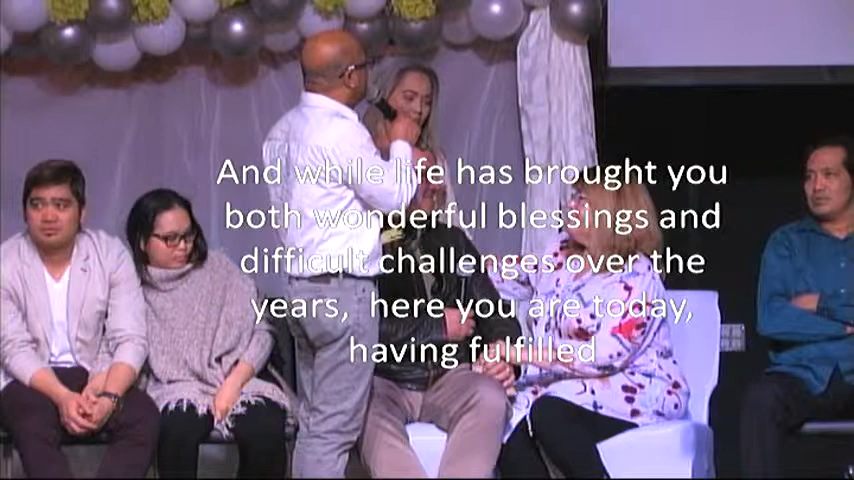 And while life has brought you
both wonderful blessings and
difficult challenges over the
years, here you are today,
having fulfilled